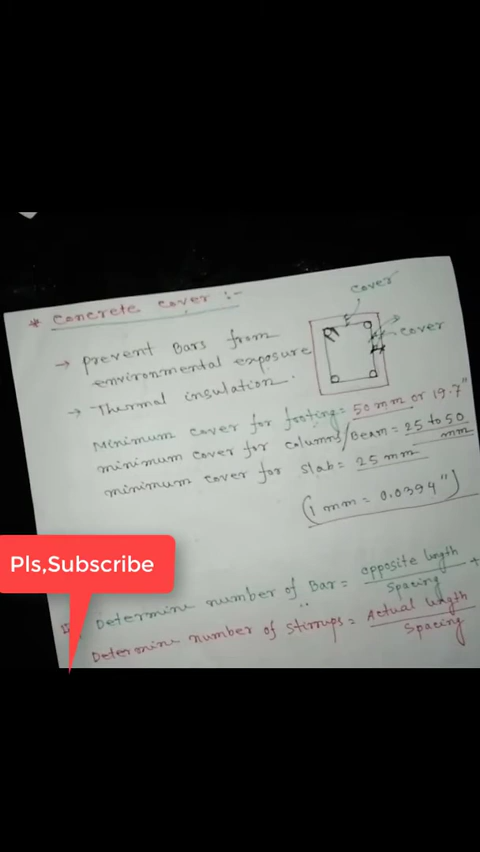 * Concrete cover :-
→ prevent Bars from
environmental exposure
→ Thermal insulation.
cover
cover
Minimum cover for footing = 50 mm or 19.7"
minimum cover for columns/Beam = 25 to 50 mm
minimum cover for slab = 25 mm
(1 mm = 0.0394")
Pls,Subscribe
Determine number of Bar = opposite length / spacing +
Determine number of stirrups = Actual length / spacing